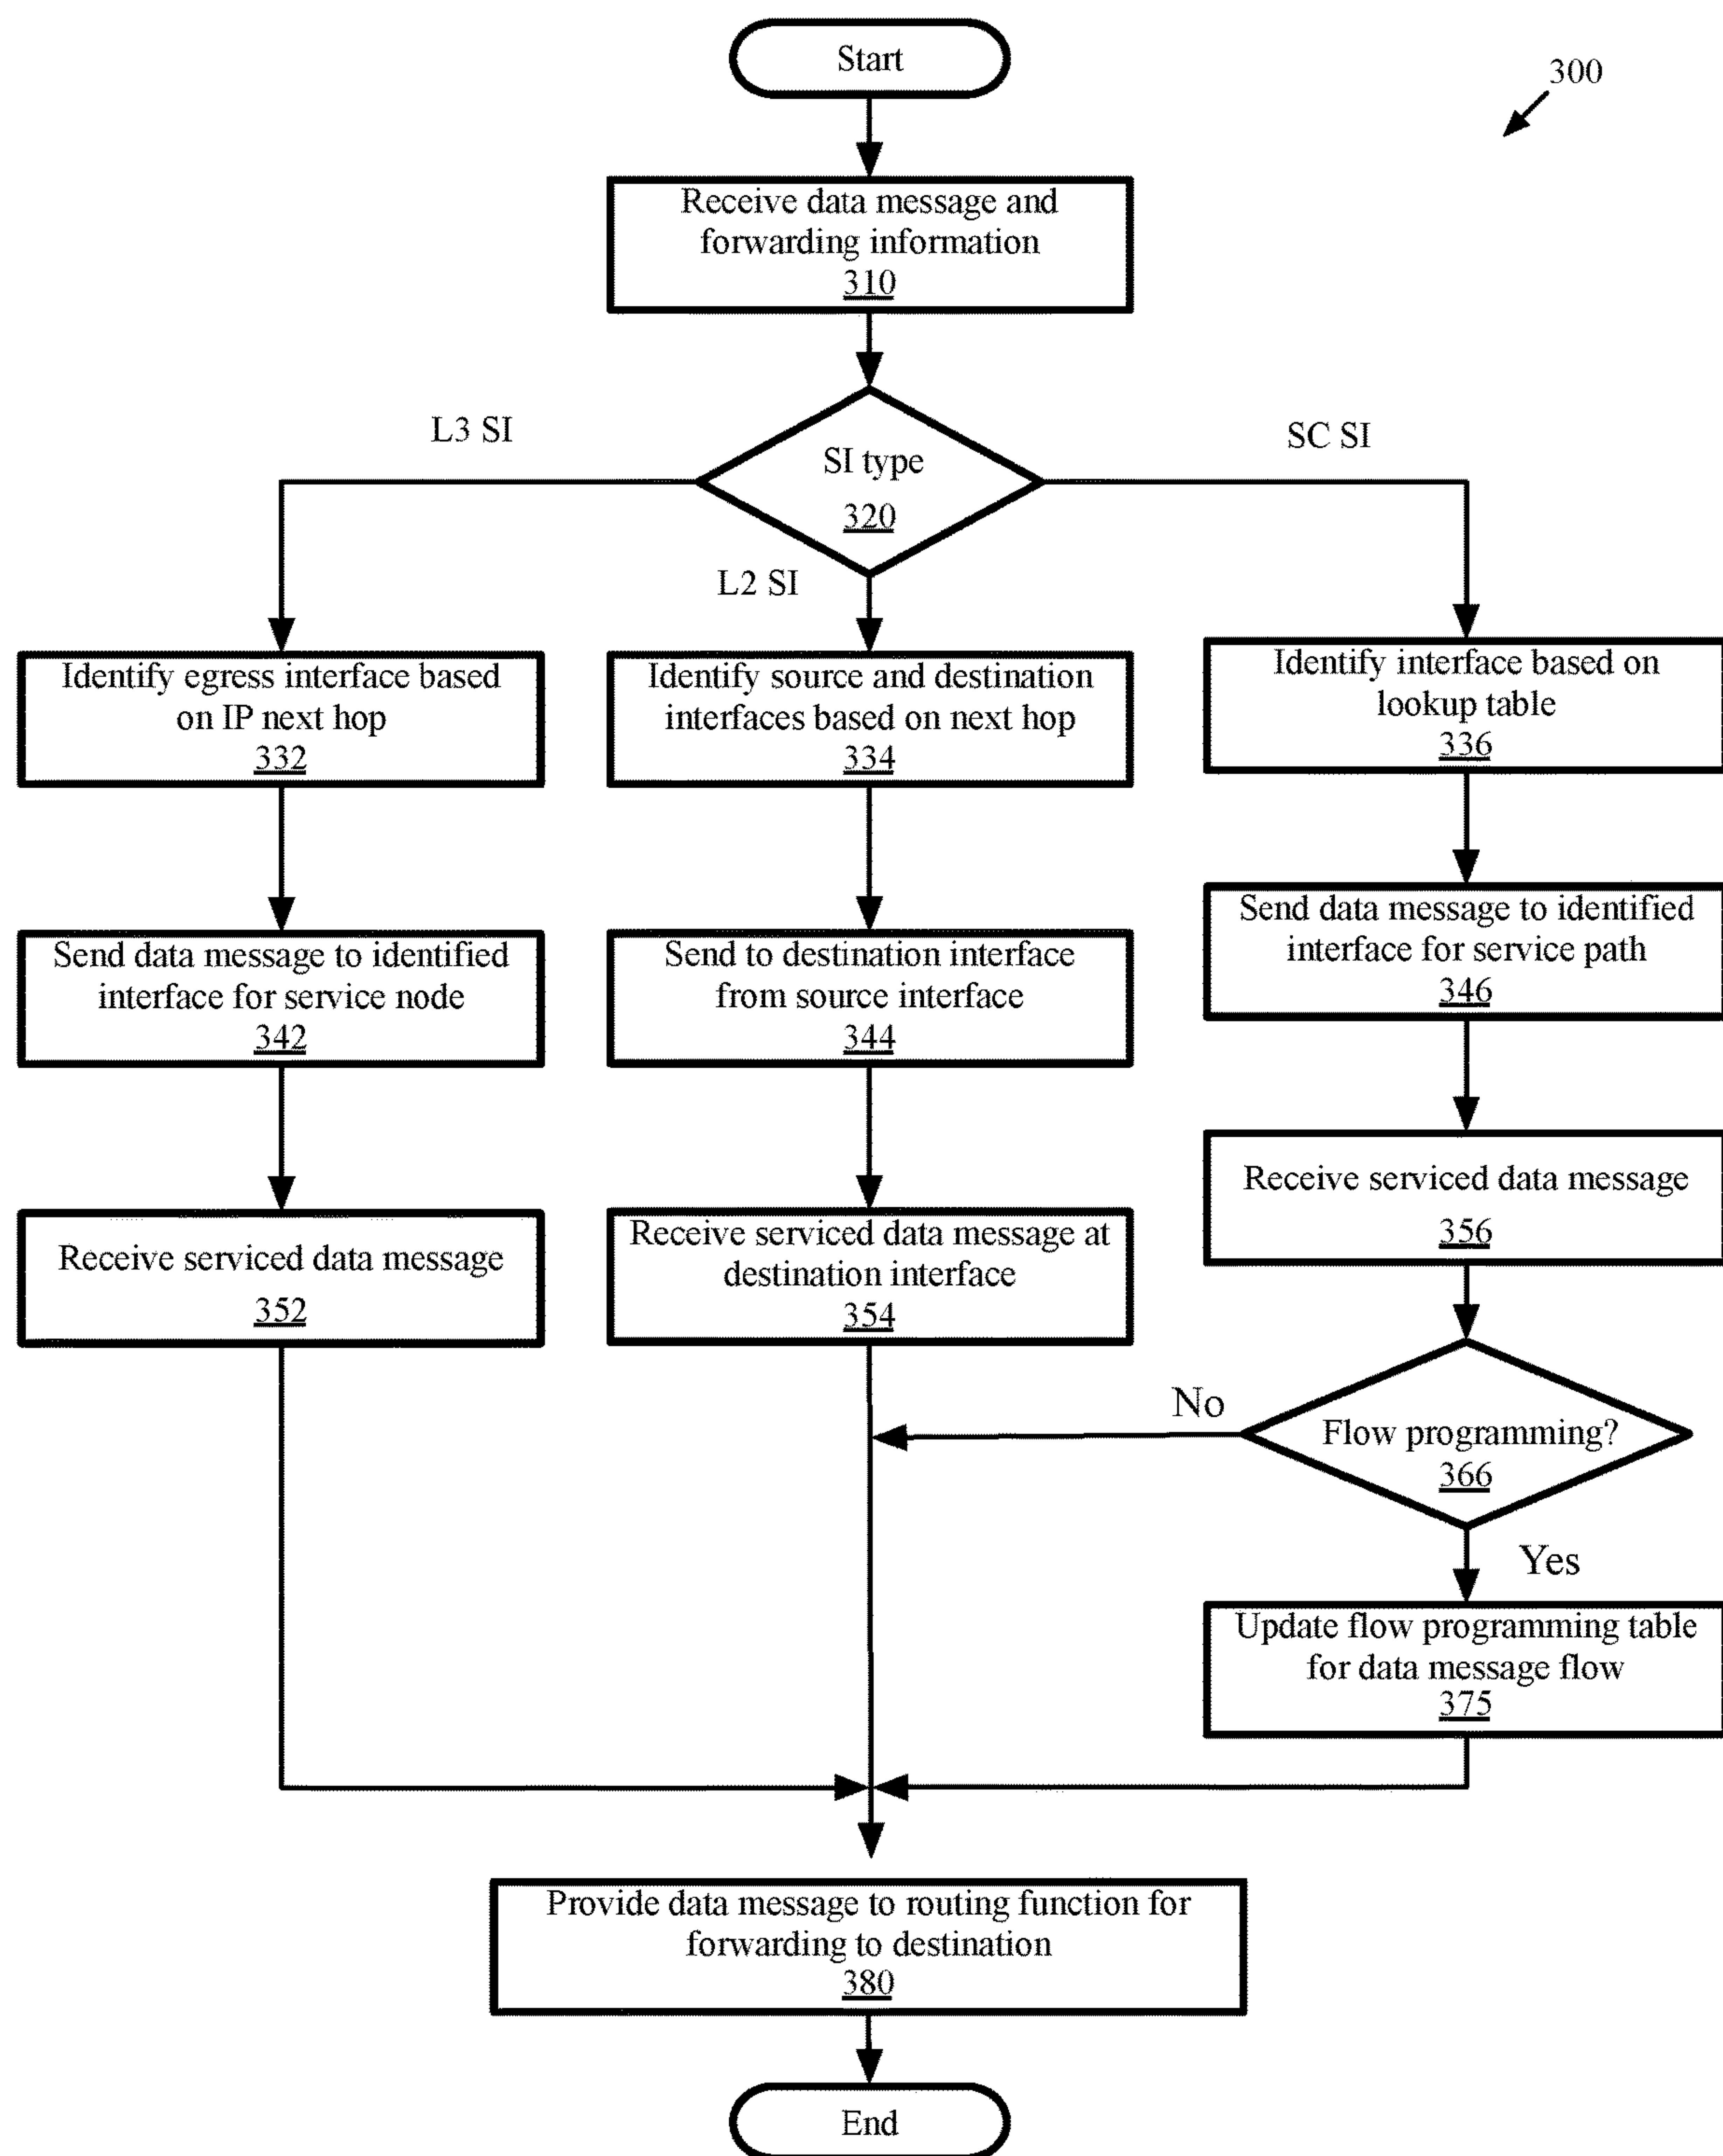 Start
300
Receive data message and
forwarding information
310
L3 SI
SC SI
SI type
320
L2 SI
Identify egress interface based
on IP next hop
332
Identify source and destination
interfaces based on next hop
334
Identify interface based on
lookup table
336
Send data message to identified
interface for service node
342
Send to destination interface
from source interface
344
Send data message to identified
interface for service path
346
Receive serviced data message
352
Receive serviced data message at
destination interface
354
Receive serviced data message
356
No
Flow programming?
366
Yes
Update flow programming table
for data message flow
375
Provide data message to routing function for
forwarding to destination
380
End